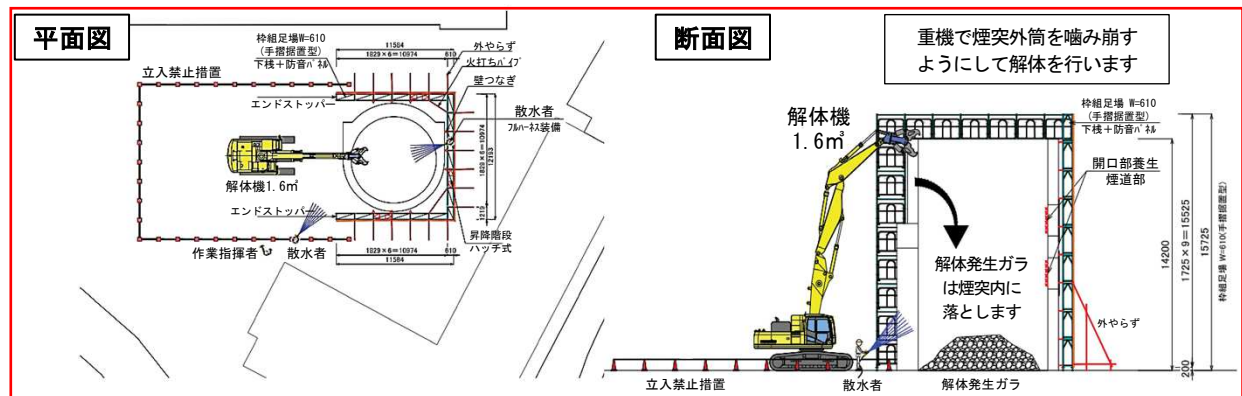 平面図
枠組足場W=610
(手摺据置型)
下桟+防音パネル
立入禁止措置
エンドストッパー
11584
1829×6=10974
610
外やらず
火打ちパイプ
壁つなぎ
散水者
フルハーネス装備
解体機1.6㎥
1829×6=10974
12193
1219
エンドストッパー
昇降階段
ハッチ式
作業指揮者
散水者
1829×6=10974
610
11584
断面図
重機で煙突外筒を噛み崩す
ようにして解体を行います
解体機
1.6㎥
枠組足場 W=610
(手摺据置型)
下桟+防音パネル
開口部養生
煙道部
解体発生ガラ
は煙突内に
落とします
14200
1725×9=15525
15725
枠組足場 W=610(手摺据置型)
外やらず
200
立入禁止措置
散水者
解体発生ガラ